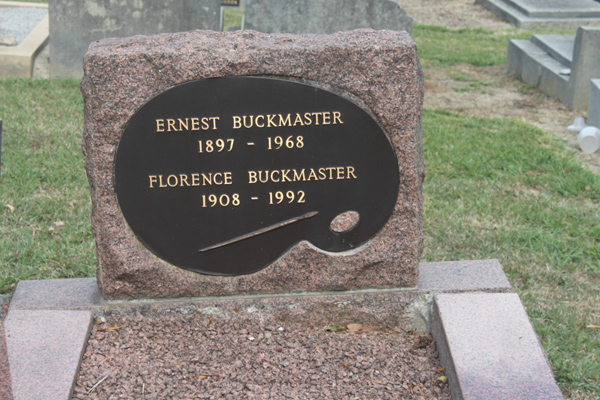 ERNEST BUCKMASTER
1897 - 1968
FLORENCE BUCKMASTER
1908 - 1992